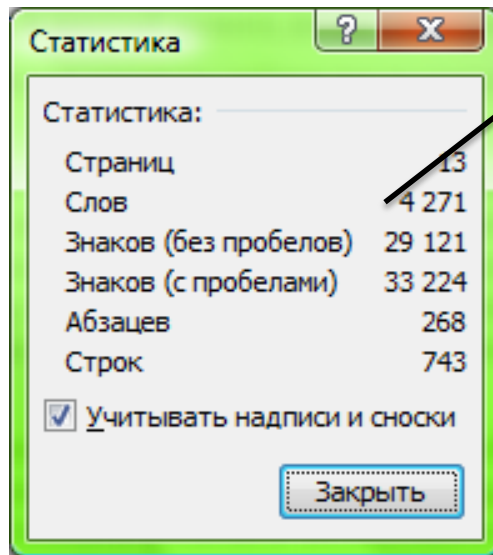 Статистика
Статистика:
Страниц 13
Слов 4 271
Знаков (без пробелов) 29 121
Знаков (с пробелами) 33 224
Абзацев 268
Строк 743
Учитывать надписи и сноски
Закрыть